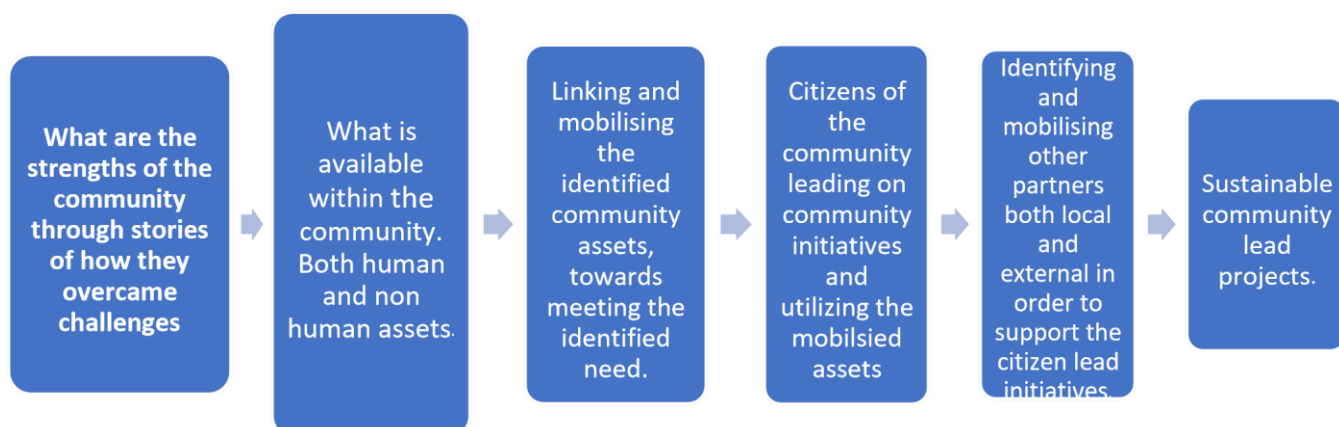 What are the
strengths of the
community
through stories
of how they
overcame
challenges
What is
available
within the
community.
Both human
and non
human assets.
Linking and
mobilising
the
identified
community
assets,
towards
meeting the
identified
need.
Citizens of
the
community
leading on
community
initiatives
and
utilizing the
mobilsied
assets
Identifying
and
mobilising
other
partners
both local
and
external in
order to
support the
citizen lead
initiatives.
Sustainable
community
lead
projects.